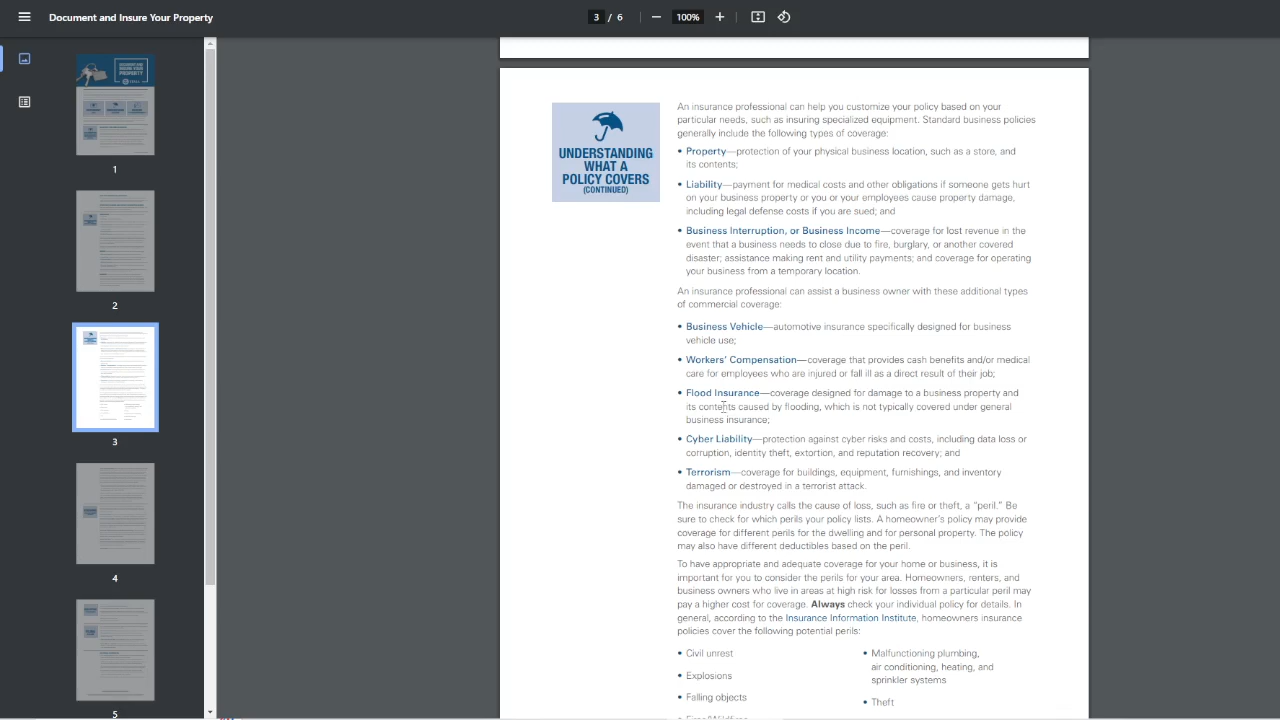 Document and Insure Your Property
3 / 6
100%
1
2
3
4
5
UNDERSTANDING
WHAT A
POLICY COVERS
(CONTINUED)
An insurance professional can help you customize your policy based on your
particular needs, such as insuring specialized equipment. Standard business policies
generally include the following types of coverage:
• Property—protection of your physical business location, such as a store, and
its contents;
• Liability—payment for medical costs and other obligations if someone gets hurt
on your business property or you or your employees cause property damage,
including legal defense costs if you are sued; and
• Business Interruption, or Business Income—coverage for lost revenue in the
event that a business needs to close due to fire, burglary, or another covered
disaster; assistance making rent and utility payments; and coverage for operating
your business from a temporary location.
An insurance professional can assist a business owner with these additional types
of commercial coverage:
• Business Vehicle—automotive insurance specifically designed for business
vehicle use;
• Workers' Compensation—coverage that provides cash benefits and/or medical
care for employees who are injured or fall ill as a direct result of their job;
• Flood Insurance—coverage designed for damage to a business property and
its contents caused by flooding, which is not typically covered under general
business insurance;
• Cyber Liability—protection against cyber risks and costs, including data loss or
corruption, identity theft, extortion, and reputation recovery; and
• Terrorism—coverage for buildings, equipment, furnishings, and inventory
damaged or destroyed in a terrorist attack.
The insurance industry calls the cause of loss, such as fire or theft, a “peril.” Be
sure to check for which perils your policy lists. A homeowner's policy may provide
coverage for different perils for the dwelling and for personal property. The policy
may also have different deductibles based on the peril.
To have appropriate and adequate coverage for your home or business, it is
important for you to consider the perils for your area. Homeowners, renters, and
business owners who live in areas at high risk for losses from a particular peril may
pay a higher cost for coverage. Always check your individual policy for details. In
general, according to the Insurance Information Institute, homeowners insurance
policies cover the following potential perils:
• Civil unrest
• Explosions
• Falling objects
• Malfunctioning plumbing,
air conditioning, heating, and
sprinkler systems
• Theft